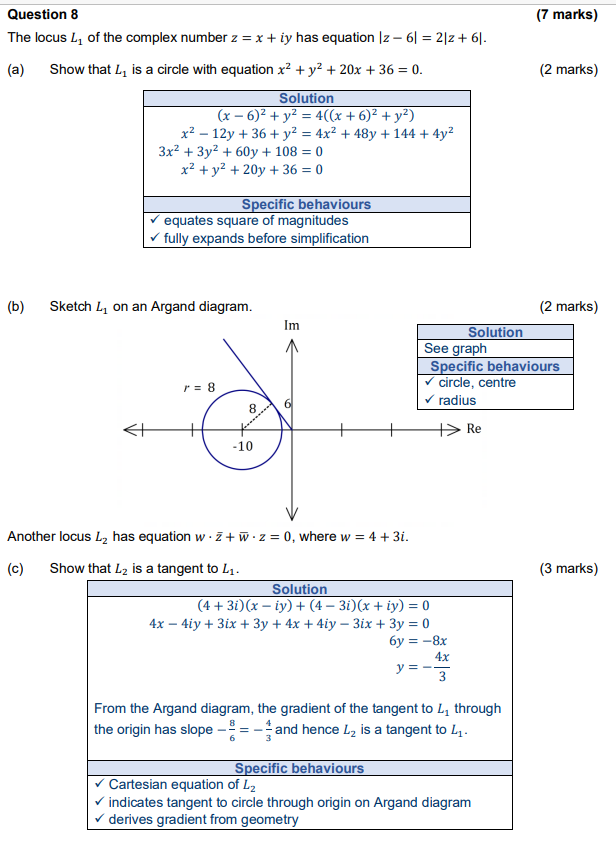 Question 8 (7 marks)
The locus L₁ of the complex number z = x + iy has equation |z − 6| = 2|z + 6|.
(a) Show that L₁ is a circle with equation x² + y² + 20x + 36 = 0. (2 marks)
Solution
(x − 6)² + y² = 4((x + 6)² + y²)
x² − 12y + 36 + y² = 4x² + 48y + 144 + 4y²
3x² + 3y² + 60y + 108 = 0
x² + y² + 20y + 36 = 0
Specific behaviours
✓ equates square of magnitudes
✓ fully expands before simplification
(b) Sketch L₁ on an Argand diagram. (2 marks)
Im
r = 8
8
6
-10
Re
Solution
See graph
Specific behaviours
✓ circle, centre
✓ radius
Another locus L₂ has equation w · z̄ + w̄ · z = 0, where w = 4 + 3i.
(c) Show that L₂ is a tangent to L₁. (3 marks)
Solution
(4 + 3i)(x − iy) + (4 − 3i)(x + iy) = 0
4x − 4iy + 3ix + 3y + 4x + 4iy − 3ix + 3y = 0
6y = −8x
y = −4x/3
From the Argand diagram, the gradient of the tangent to L₁ through
the origin has slope −8/6 = −4/3 and hence L₂ is a tangent to L₁.
Specific behaviours
✓ Cartesian equation of L₂
✓ indicates tangent to circle through origin on Argand diagram
✓ derives gradient from geometry